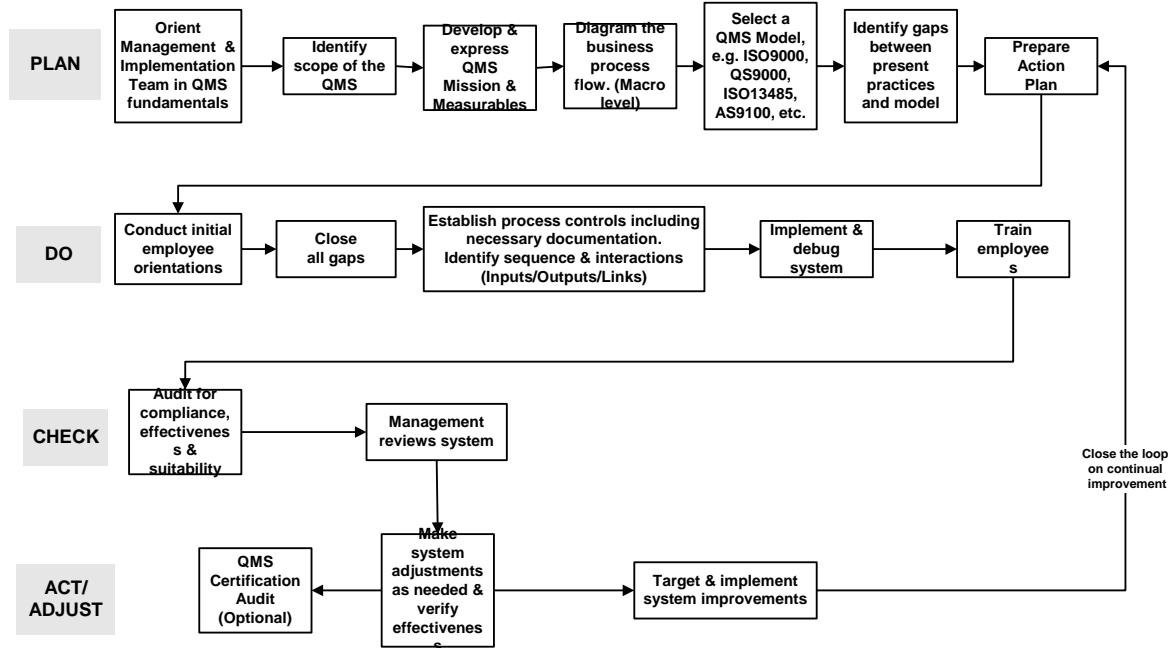 PLAN
Orient
Management &
Implementation
Team in QMS
fundamentals
Identify
scope of the
QMS
Develop &
express
QMS
Mission &
Measurables
Diagram the
business
process
flow. (Macro
level)
Select a
QMS Model,
e.g. ISO9000,
QS9000,
ISO13485,
AS9100, etc.
Identify gaps
between
present
practices
and model
Prepare
Action
Plan
DO
Conduct initial
employee
orientations
Close
all gaps
Establish process controls including
necessary documentation.
Identify sequence & interactions
(Inputs/Outputs/Links)
Implement &
debug
system
Train
employee
s
CHECK
Audit for
compliance,
effectivenes
s &
suitability
Management
reviews system
Close the loop
on continual
improvement
ACT/
ADJUST
QMS
Certification
Audit
(Optional)
Make
system
adjustments
as needed &
verify
effectivenes
s
Target & implement
system improvements